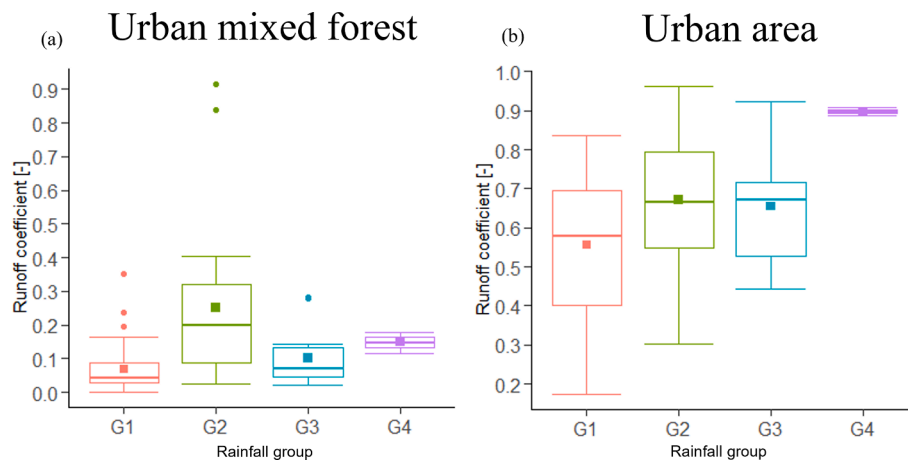 (a) Urban mixed forest
Runoff coefficient [-]
0.9
0.8
0.7
0.6
0.5
0.4
0.3
0.2
0.1
0.0
G1 G2 G3 G4
Rainfall group
(b) Urban area
Runoff coefficient [-]
1.0
0.9
0.8
0.7
0.6
0.5
0.4
0.3
0.2
G1 G2 G3 G4
Rainfall group